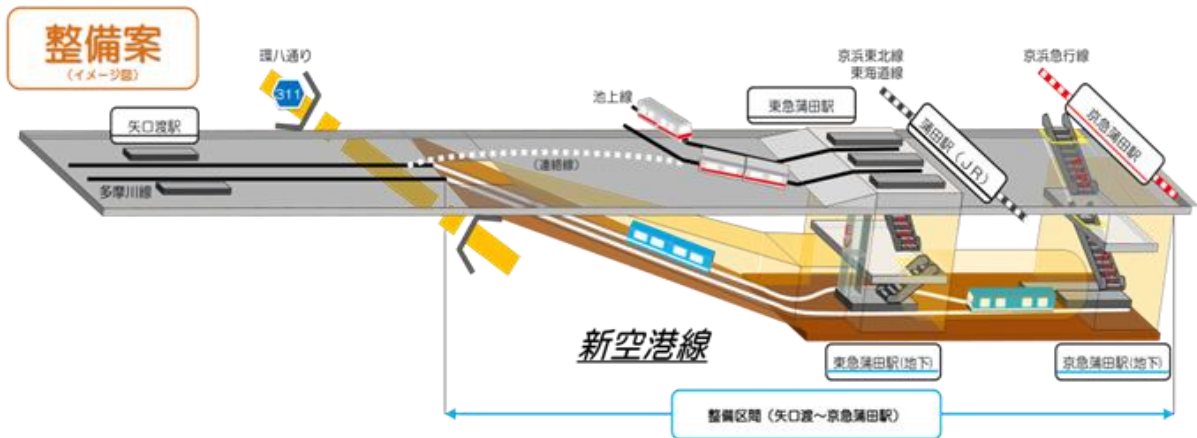 整備案
(イメージ図)
環八通り
311
矢口渡駅
多摩川線
池上線
(連絡線)
東急蒲田駅
京浜東北線
東海道線
蒲田駅(JR)
京浜急行線
京急蒲田駅
新空港線
東急蒲田駅(地下)
京急蒲田駅(地下)
整備区間(矢口渡~京急蒲田駅)